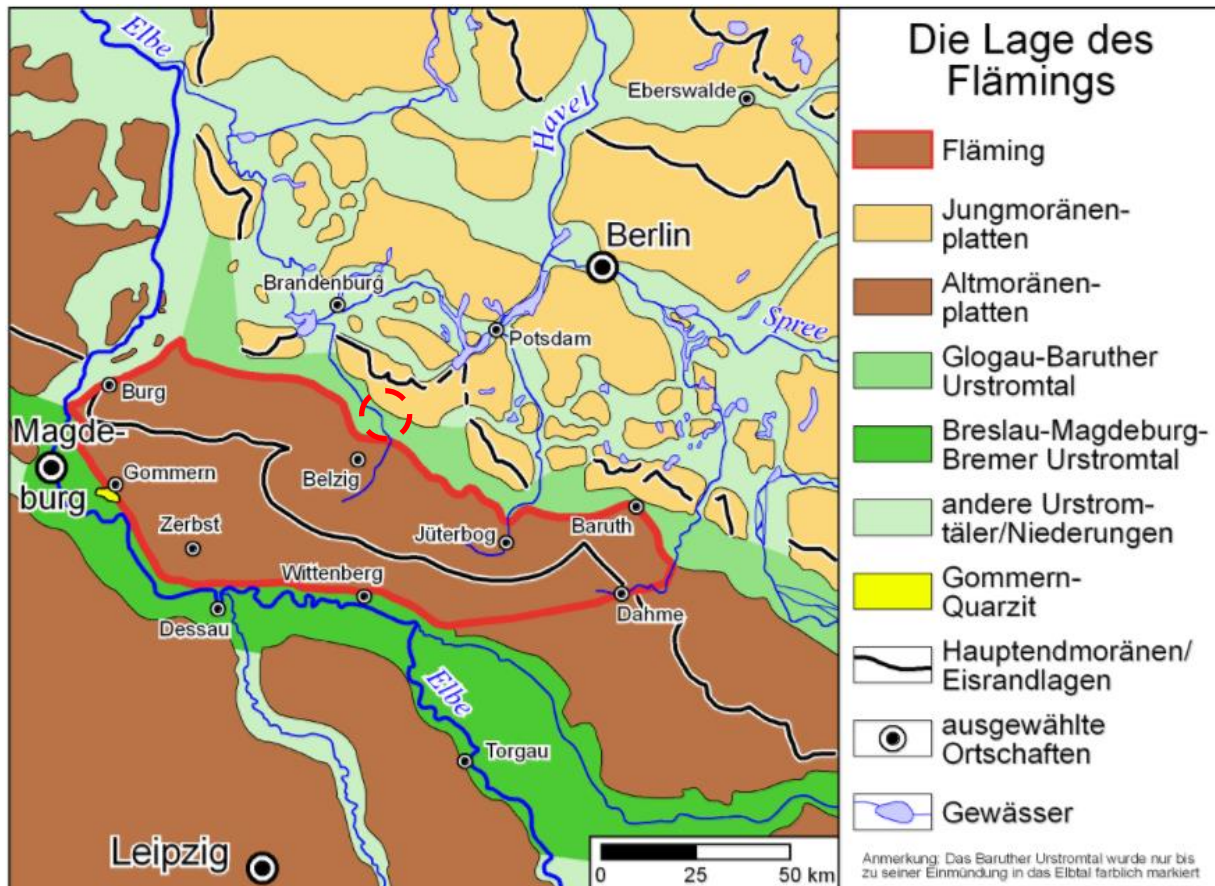 Elbe
Havel
Eberswalde
Berlin
Brandenburg
Potsdam
Spree
Burg
Magde-
burg
Gommern
Belzig
Zerbst
Jüterbog
Baruth
Wittenberg
Dessau
Dahme
Elbe
Torgau
Leipzig
0 25 50 km
Die Lage des
Flämings
Fläming
Jungmoränen-
platten
Altmoränen-
platten
Glogau-Baruther
Urstromtal
Breslau-Magdeburg-
Bremer Urstromtal
andere Urstrom-
täler/Niederungen
Gommern-
Quarzit
Hauptendmoränen/
Eisrandlagen
ausgewählte
Ortschaften
Gewässer
Anmerkung: Das Baruther Urstromtal wurde nur bis
zu seiner Einmündung in das Elbtal farblich markiert